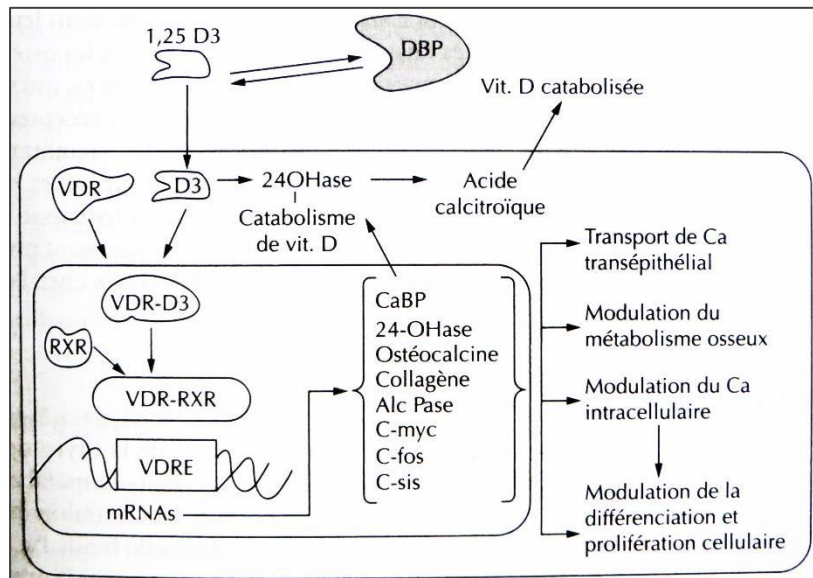 1,25 D3
DBP
Vit. D catabolisée
VDR
D3
24OHase
Acide
calcitroïque
Catabolisme
de vit. D
VDR-D3
RXR
VDR-RXR
VDRE
mRNAs
CaBP
24-OHase
Ostéocalcine
Collagène
Alc Pase
C-myc
C-fos
C-sis
Transport de Ca
transépithélial
Modulation du
métabolisme osseux
Modulation du Ca
intracellulaire
Modulation de la
différenciation et
prolifération cellulaire